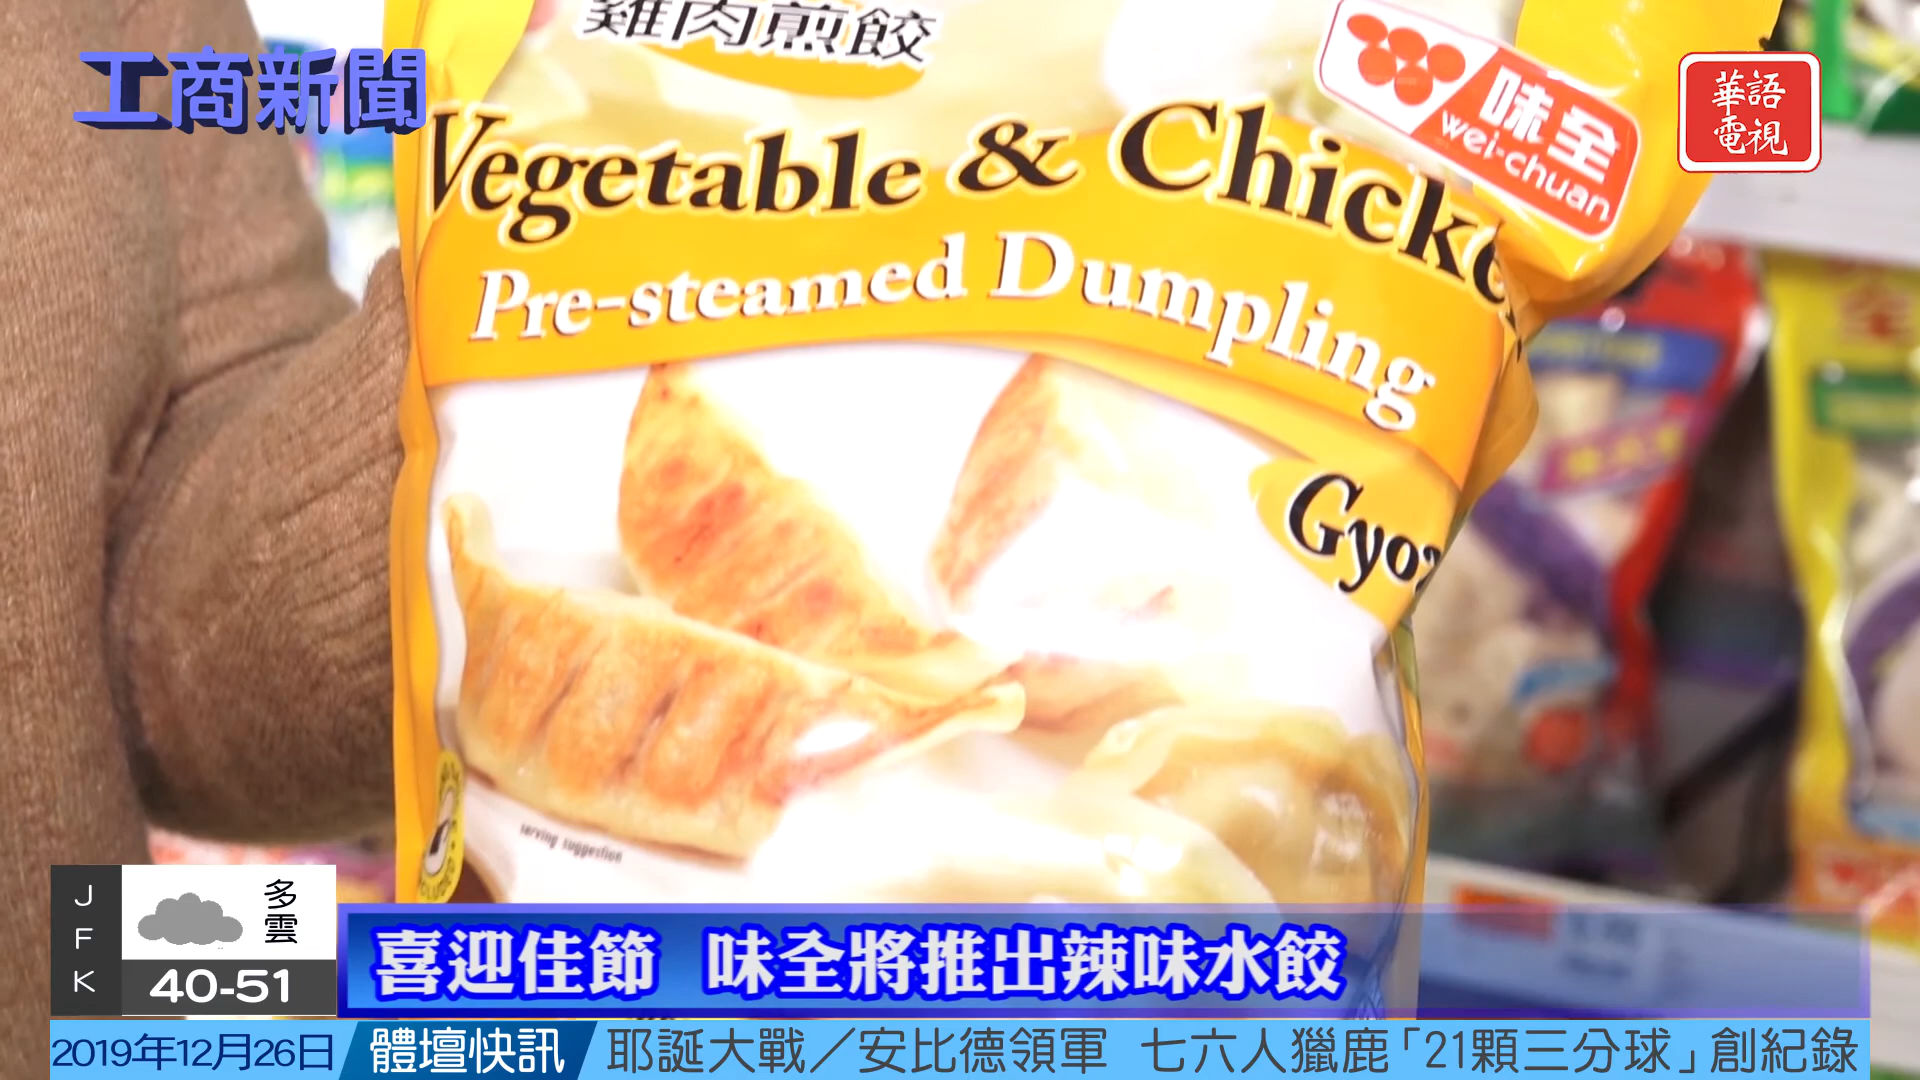 雞肉煎餃
工商新聞
華語
電視
味全
wei-chuan
Vegetable & Chicke
Pre-steamed Dumpling
Gyoz
serving suggestion
JFK
多雲
40-51
喜迎佳節 味全將推出辣味水餃
2019年12月26日
體壇快訊
耶誕大戰／安比德領軍 七六人獵鹿「21顆三分球」創紀錄